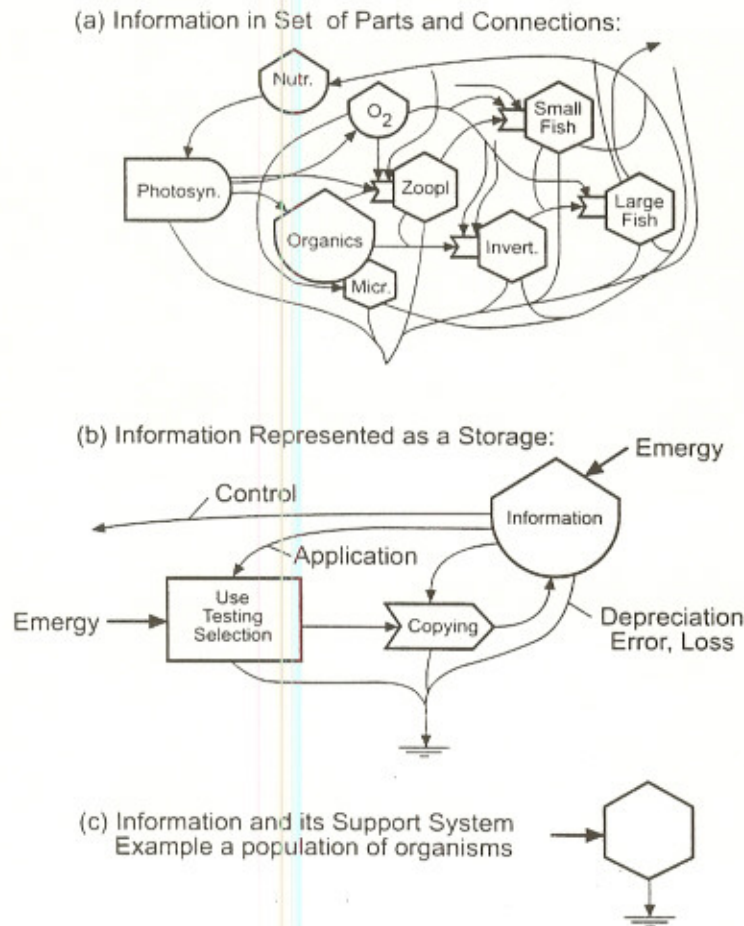 (a) Information in Set of Parts and Connections:
Nutr.
O2
Small
Fish
Photosyn.
Zoopl
Large
Fish
Organics
Invert.
Micr.
(b) Information Represented as a Storage:
Emergy
Control
Information
Application
Use
Testing
Selection
Emergy
Copying
Depreciation
Error, Loss
(c) Information and its Support System
Example a population of organisms